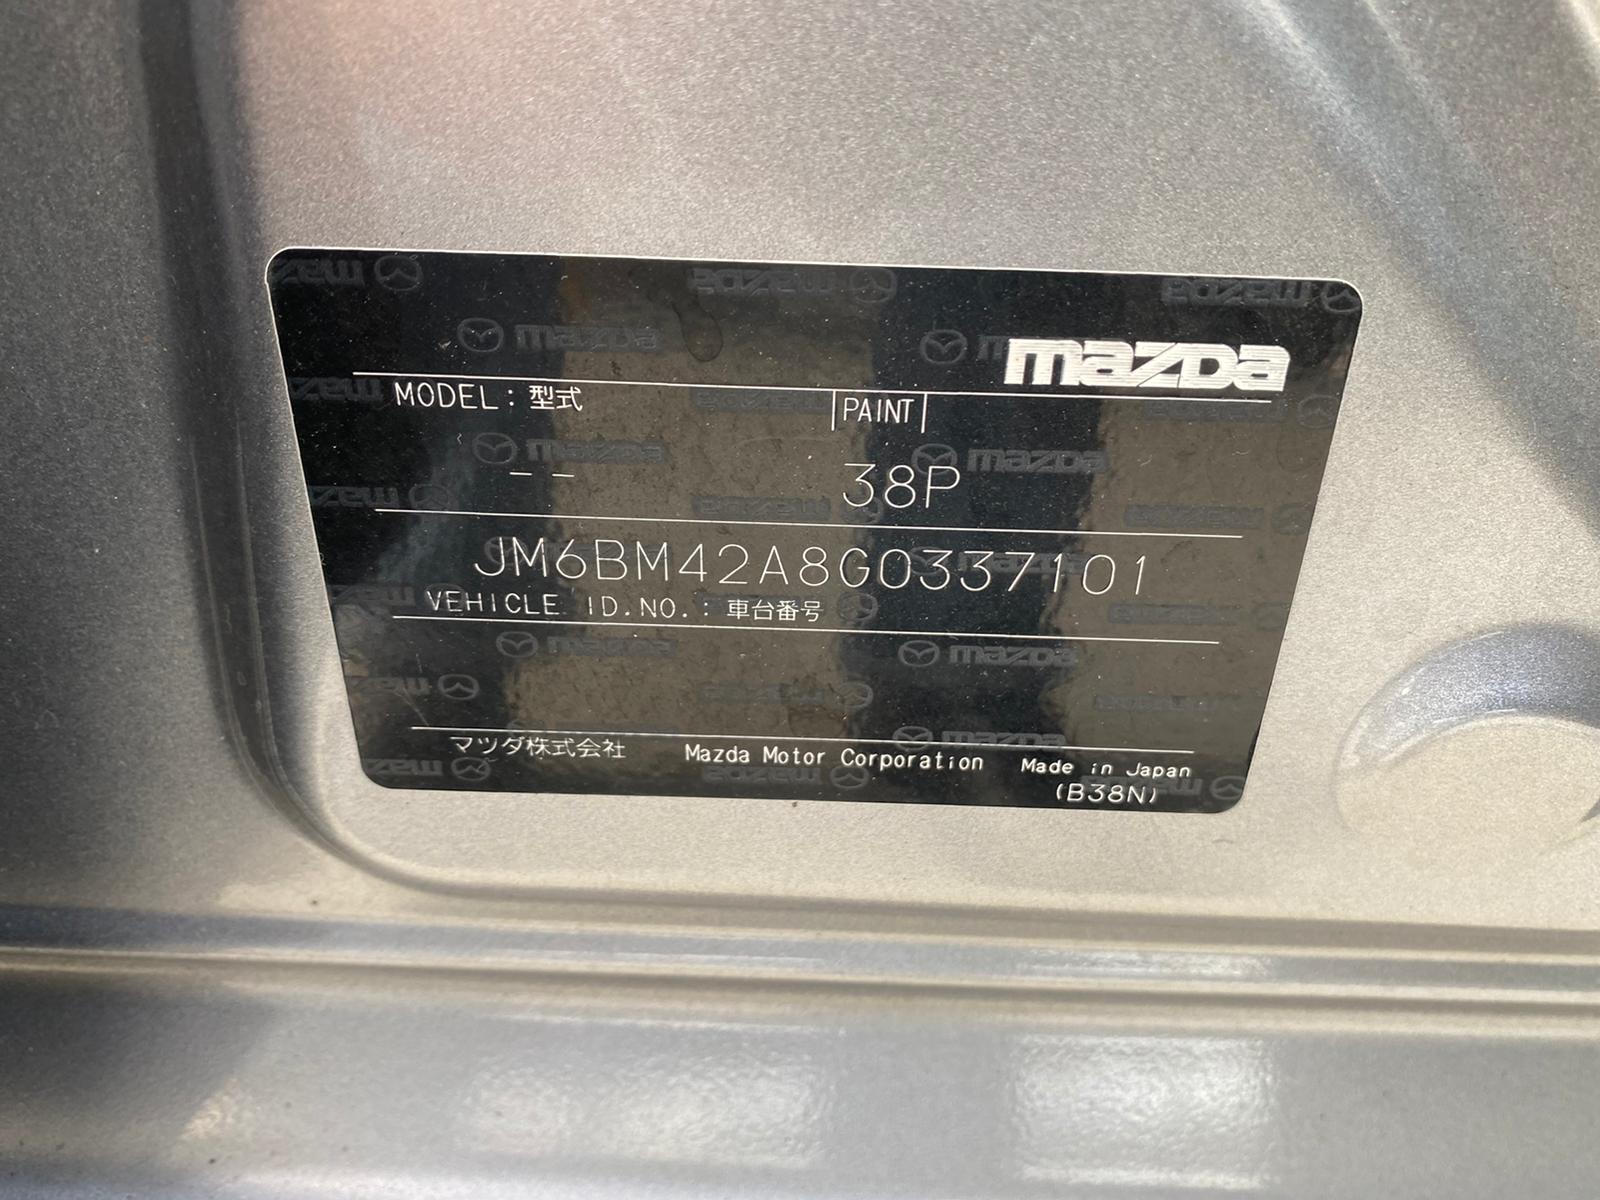 mazda
MODEL: 型式 PAINT
-- 38P
JM6BM42A8G0337101
VEHICLE ID.NO.: 車台番号
マツダ株式会社 Mazda Motor Corporation Made in Japan
(B38N)